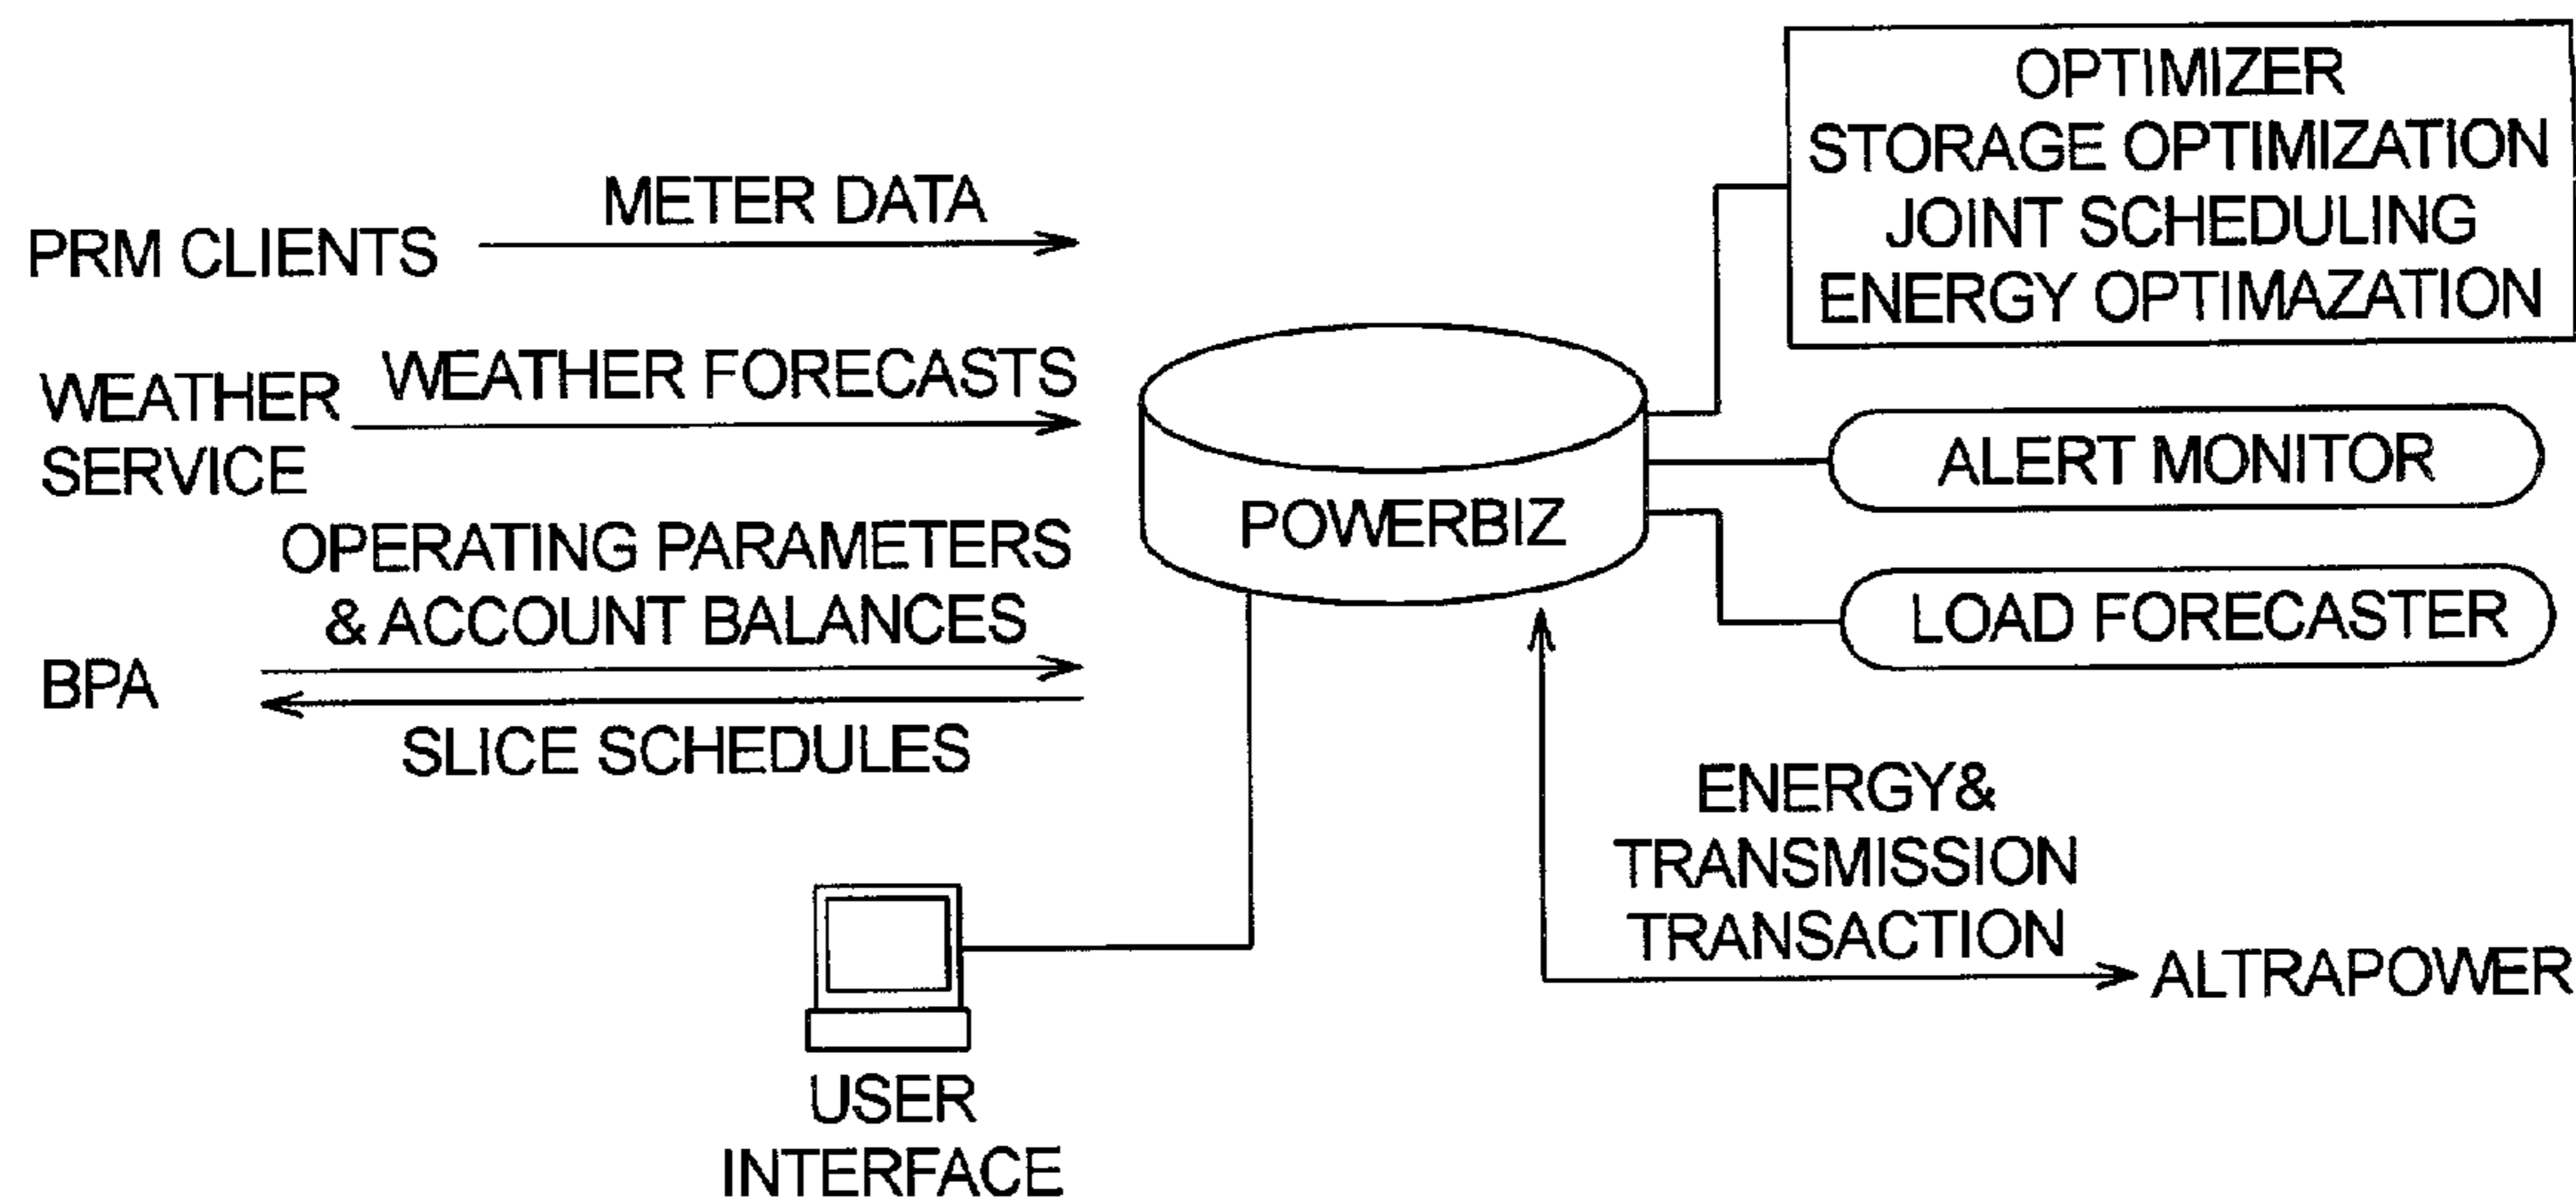 METER DATA
PRM CLIENTS
WEATHER FORECASTS
WEATHER
SERVICE
OPERATING PARAMETERS
& ACCOUNT BALANCES
BPA
SLICE SCHEDULES
POWERBIZ
OPTIMIZER
STORAGE OPTIMIZATION
JOINT SCHEDULING
ENERGY OPTIMAZATION
ALERT MONITOR
LOAD FORECASTER
ENERGY&
TRANSMISSION
TRANSACTION
ALTRAPOWER
USER
INTERFACE